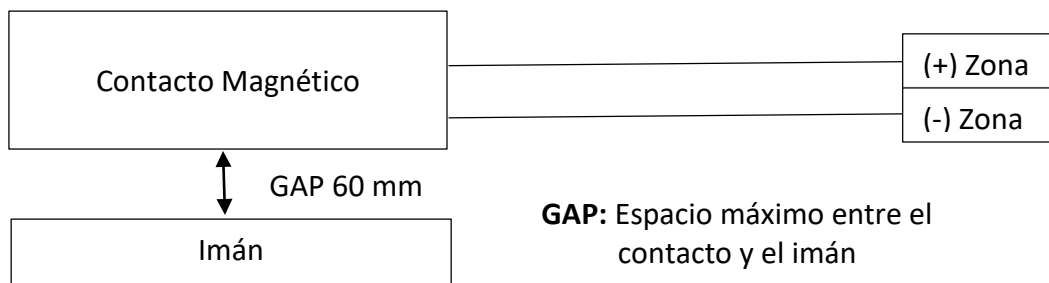 Contacto Magnético
(+) Zona
(-) Zona
GAP 60 mm
GAP: Espacio máximo entre el
contacto y el imán
Imán